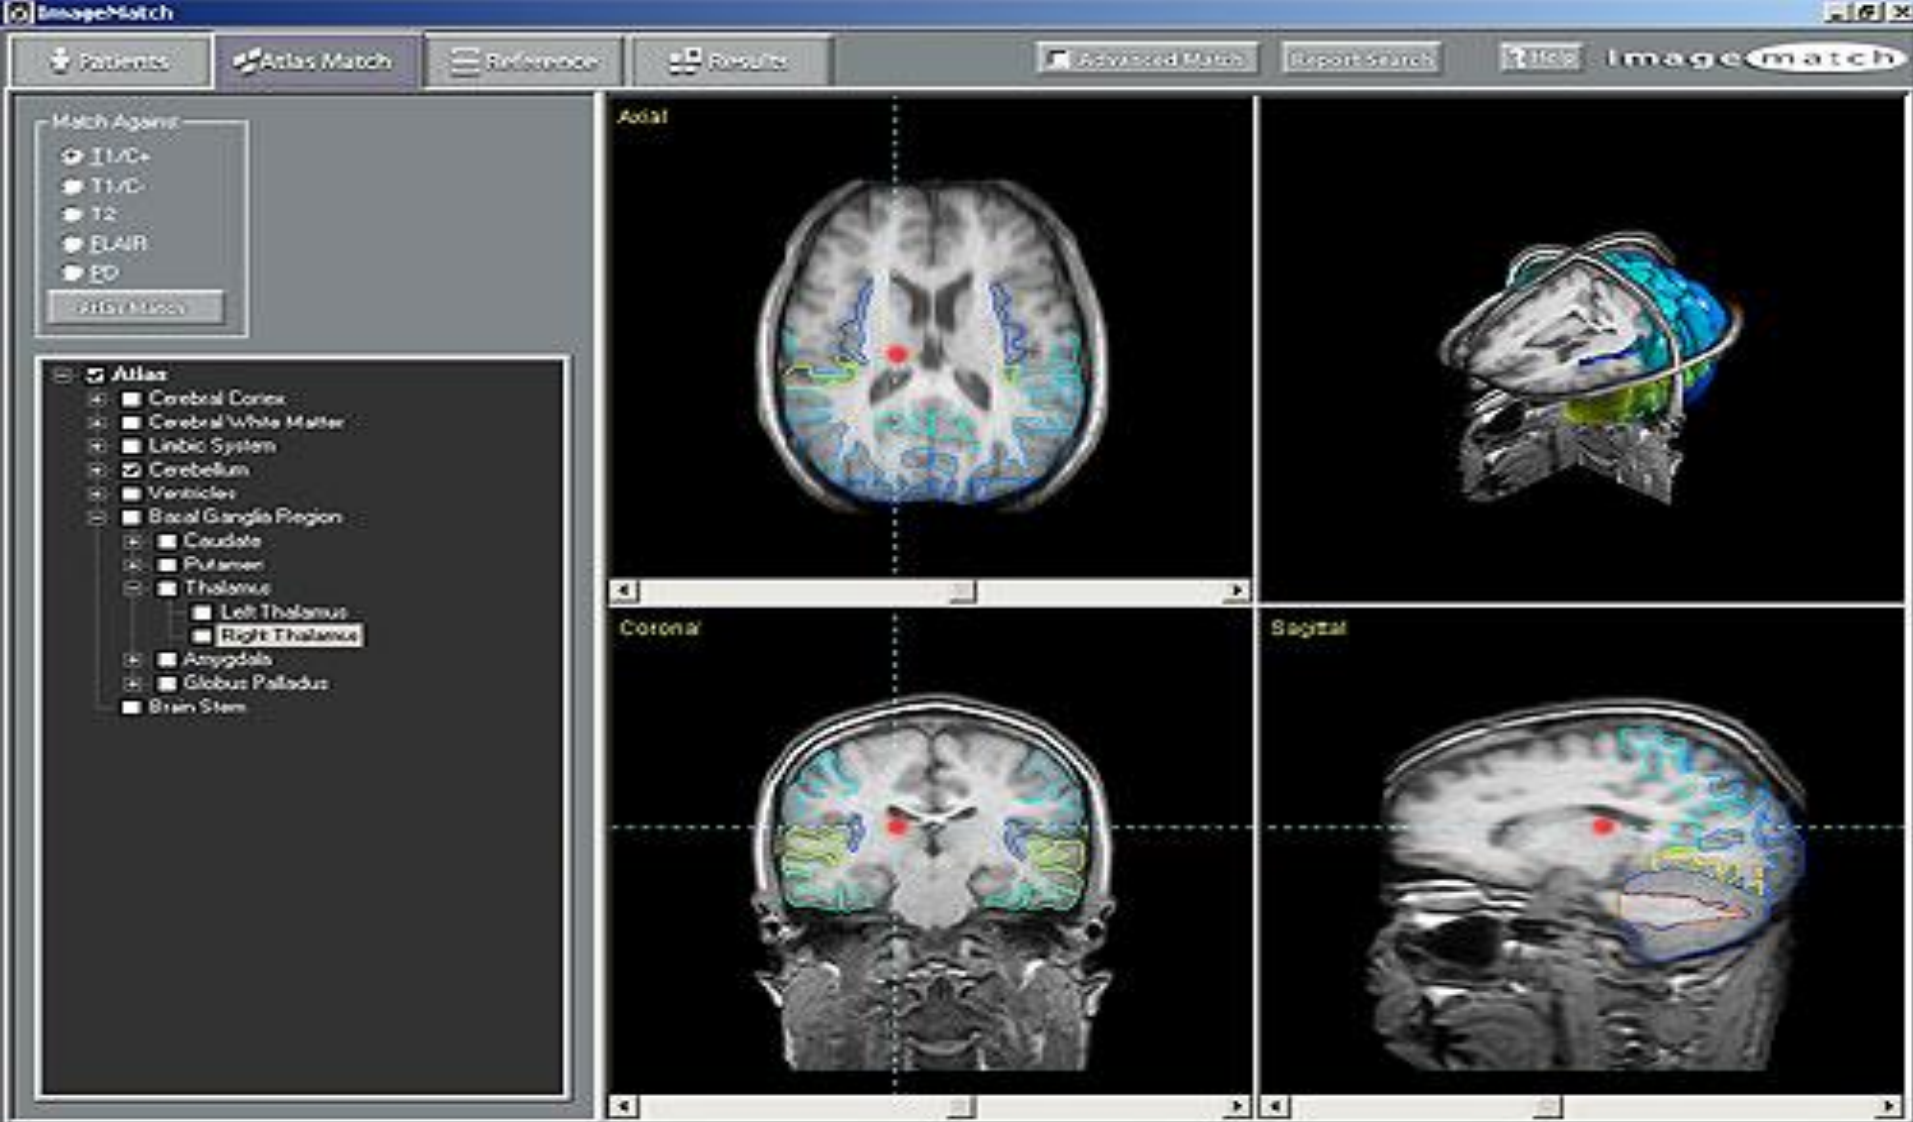 ImageMatch
Patients
Atlas Match
Reference
Results
Advanced Match
Report Search
? Help
imagematch
Match Against
T1/C+
T1/C-
T2
FLAIR
PD
Atlas Match
Atlas
Cerebral Cortex
Cerebral White Matter
Limbic System
Cerebellum
Ventricles
Basal Ganglia Region
Caudate
Putamen
Thalamus
Left Thalamus
Right Thalamus
Amygdala
Globus Palladus
Brain Stem
Axial
Coronal
Sagittal